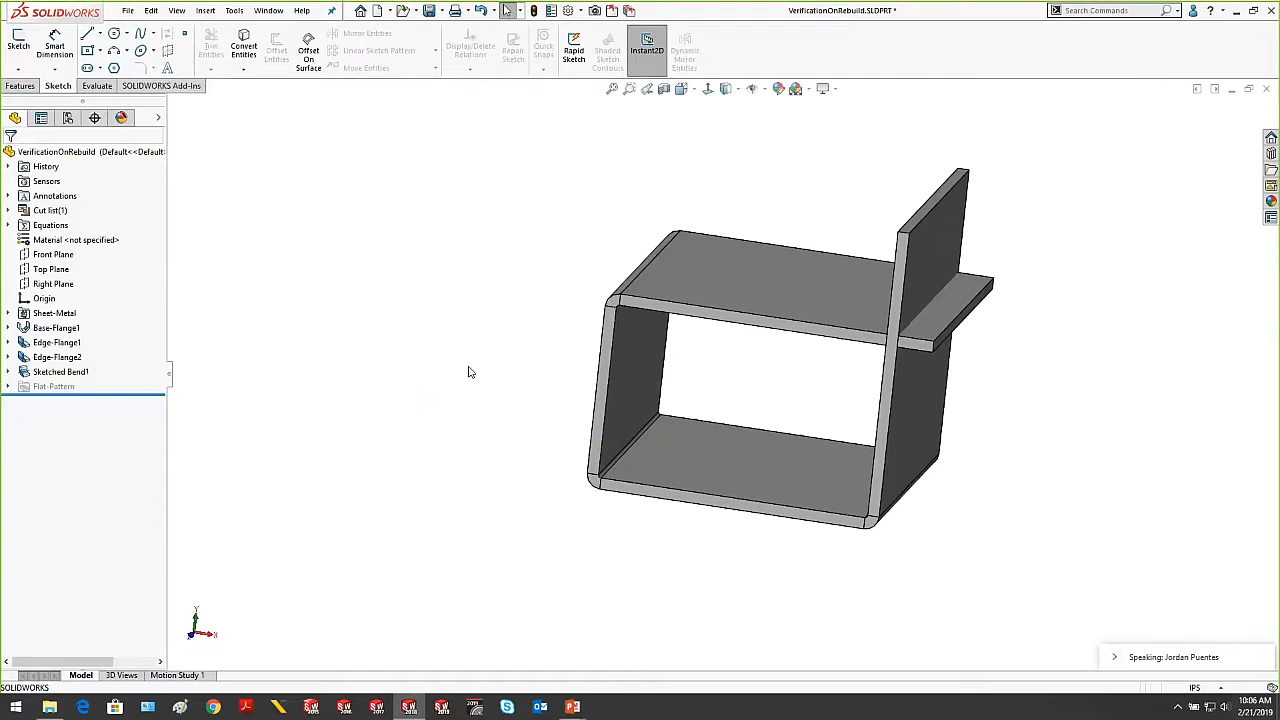 SOLIDWORKS
File
Edit
View
Insert
Tools
Window
Help
VerificationOnRebuild.SLDPRT *
Search Commands
Sketch
Smart
Dimension
Trim
Entities
Convert
Entities
Offset
Entities
Offset
On
Surface
Mirror Entities
Linear Sketch Pattern
Move Entities
Display/Delete
Relations
Repair
Sketch
Quick
Snaps
Rapid
Sketch
Shaded
Sketch
Contours
Instant2D
Dynamic
Mirror
Entities
Features
Sketch
Evaluate
SOLIDWORKS Add-Ins
VerificationOnRebuild (Default<<Default:
History
Sensors
Annotations
Cut list(1)
Equations
Material <not specified>
Front Plane
Top Plane
Right Plane
Origin
Sheet-Metal
Base-Flange1
Edge-Flange1
Edge-Flange2
Sketched Bend1
Flat-Pattern
Y
X
Speaking: Jordan Puentes
Model
3D Views
Motion Study 1
SOLIDWORKS
IPS
10:06 AM
2/21/2019